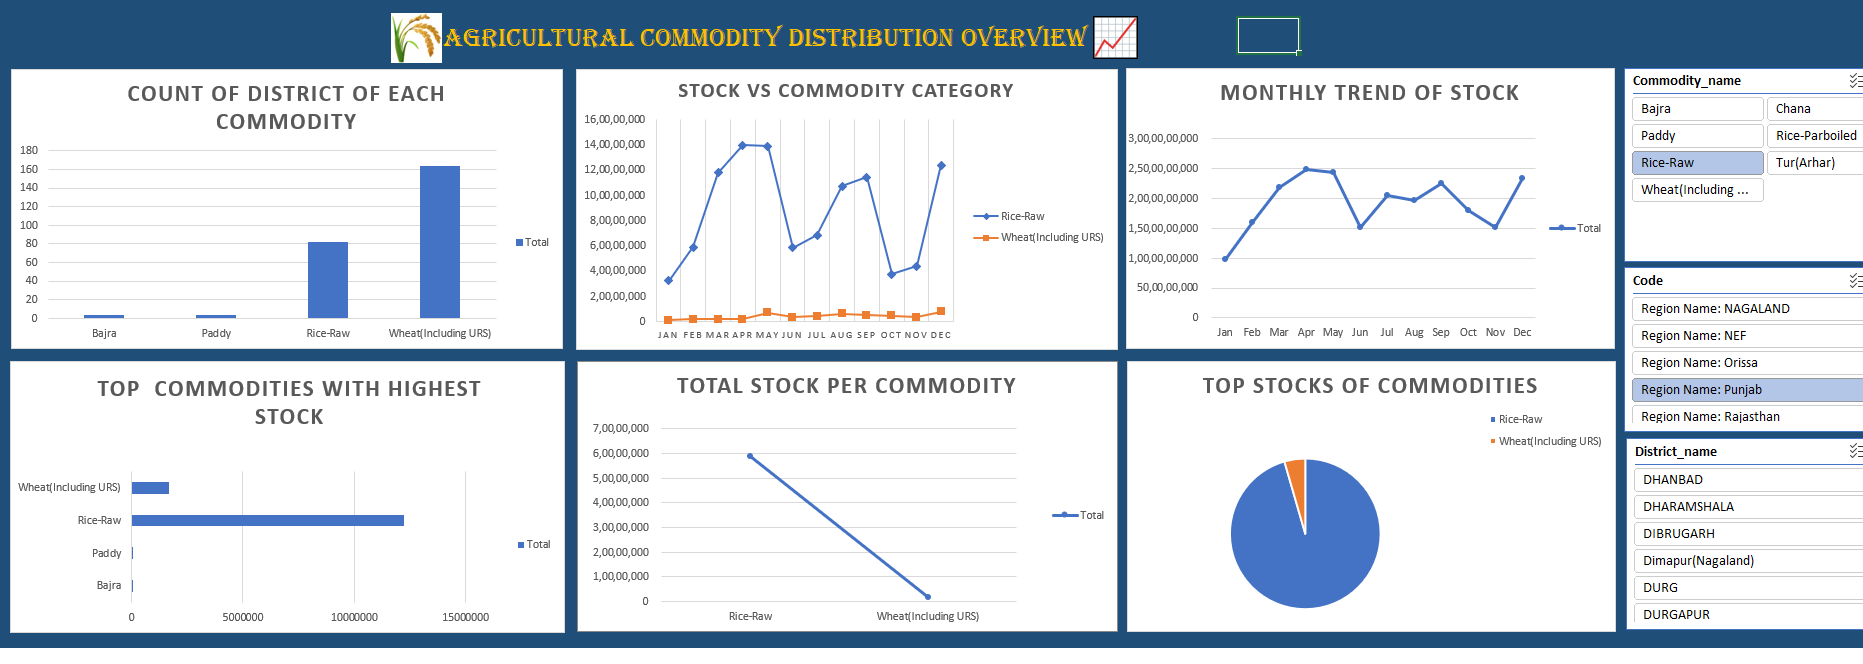 AGRICULTURAL COMMODITY DISTRIBUTION OVERVIEW
COUNT OF DISTRICT OF EACH
COMMODITY
180
160
140
120
100
80
60
40
20
0
Bajra Paddy Rice-Raw Wheat(Including URS)
Total
STOCK VS COMMODITY CATEGORY
16,00,00,000
14,00,00,000
12,00,00,000
10,00,00,000
8,00,00,000
6,00,00,000
4,00,00,000
2,00,00,000
0
JAN FEB MAR APR MAY JUN JUL AUG SEP OCT NOV DEC
Rice-Raw
Wheat(Including URS)
MONTHLY TREND OF STOCK
3,00,00,00,000
2,50,00,00,000
2,00,00,00,000
1,50,00,00,000
1,00,00,00,000
50,00,00,000
0
Jan Feb Mar Apr May Jun Jul Aug Sep Oct Nov Dec
Total
Commodity_name
Bajra Chana
Paddy Rice-Parboiled
Rice-Raw Tur(Arhar)
Wheat(Including ...
Code
Region Name: NAGALAND
Region Name: NEF
Region Name: Orissa
Region Name: Punjab
Region Name: Rajasthan
District_name
DHANBAD
DHARAMSHALA
DIBRUGARH
Dimapur(Nagaland)
DURG
DURGAPUR
TOP COMMODITIES WITH HIGHEST
STOCK
Wheat(Including URS)
Rice-Raw
Paddy
Bajra
0 5000000 10000000 15000000
Total
TOTAL STOCK PER COMMODITY
7,00,00,000
6,00,00,000
5,00,00,000
4,00,00,000
3,00,00,000
2,00,00,000
1,00,00,000
0
Rice-Raw Wheat(Including URS)
Total
TOP STOCKS OF COMMODITIES
Rice-Raw
Wheat(Including URS)